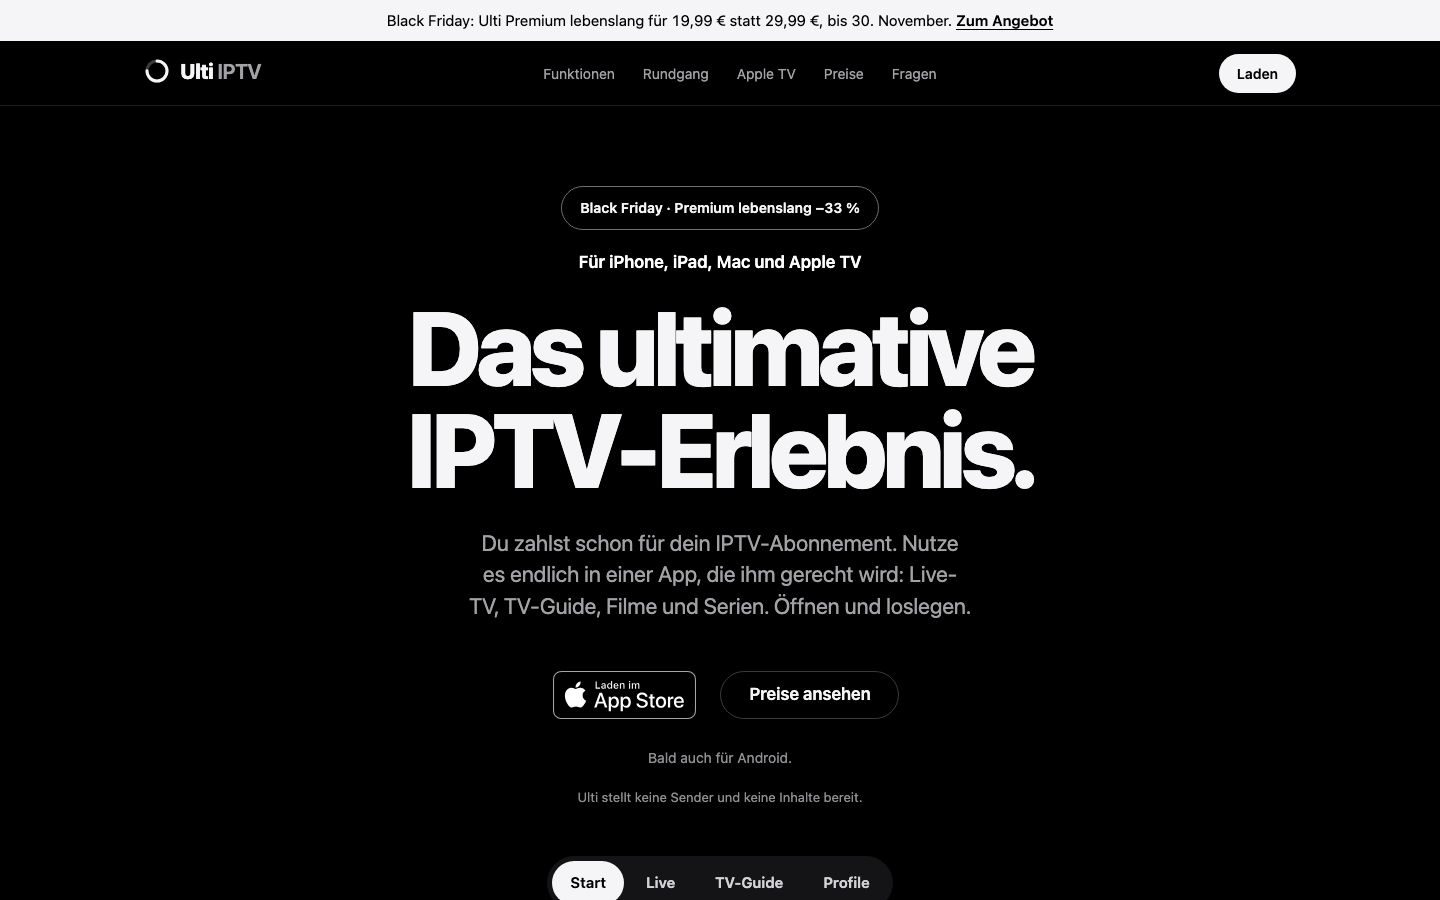 Black Friday: Ulti Premium lebenslang für 19,99 € statt 29,99 €, bis 30. November. Zum Angebot
Ulti IPTV
Funktionen
Rundgang
Apple TV
Preise
Fragen
Laden
Black Friday · Premium lebenslang −33 %
Für iPhone, iPad, Mac und Apple TV
Das ultimative
IPTV-Erlebnis.
Du zahlst schon für dein IPTV-Abonnement. Nutze
es endlich in einer App, die ihm gerecht wird: Live-
TV, TV-Guide, Filme und Serien. Öffnen und loslegen.
Laden im
App Store
Preise ansehen
Bald auch für Android.
Ulti stellt keine Sender und keine Inhalte bereit.
Start
Live
TV-Guide
Profile